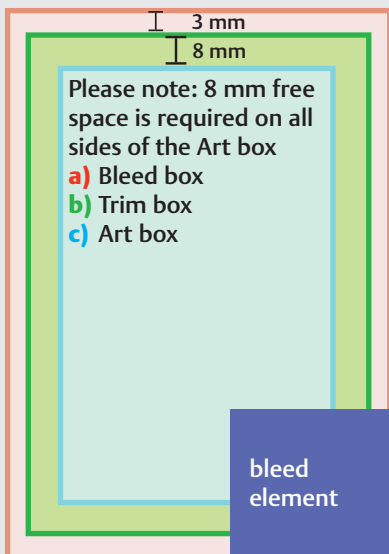 3 mm
8 mm
Please note: 8 mm free
space is required on all
sides of the Art box
a) Bleed box
b) Trim box
c) Art box
bleed
element